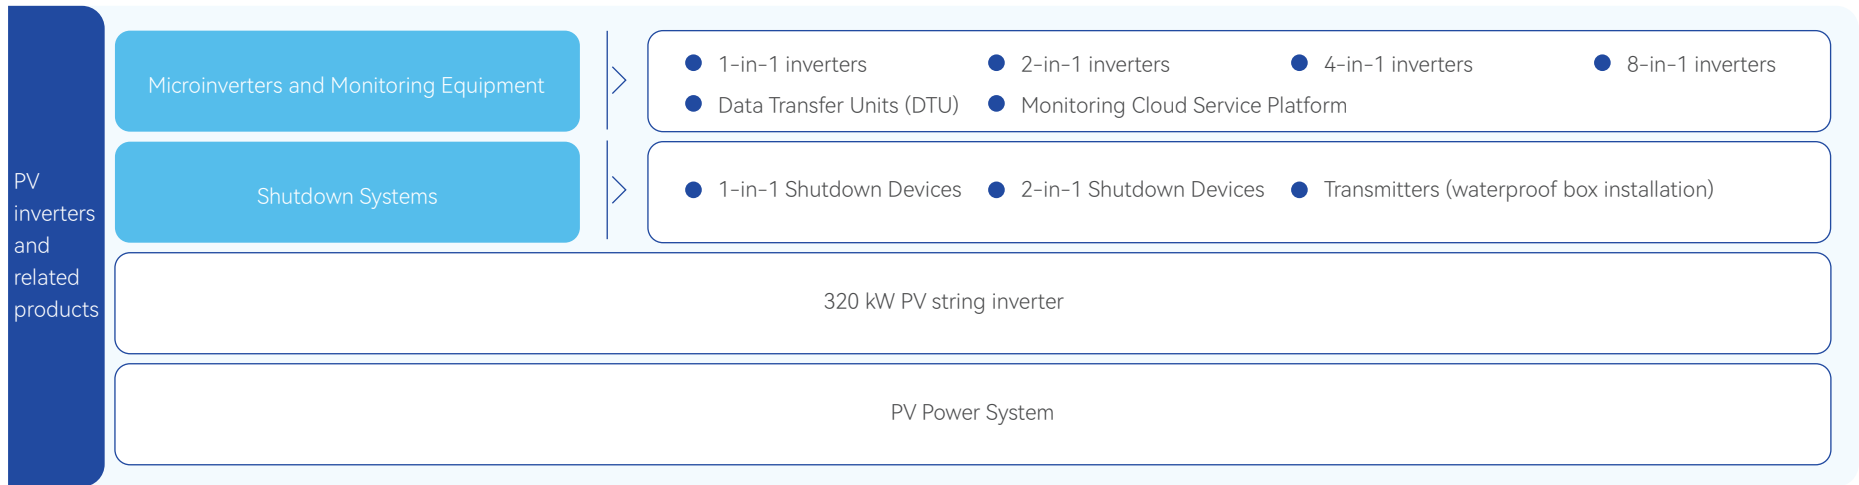 PV
inverters
and
related
products
Microinverters and Monitoring Equipment
1-in-1 inverters
2-in-1 inverters
4-in-1 inverters
8-in-1 inverters
Data Transfer Units (DTU)
Monitoring Cloud Service Platform
Shutdown Systems
1-in-1 Shutdown Devices
2-in-1 Shutdown Devices
Transmitters (waterproof box installation)
320 kW PV string inverter
PV Power System